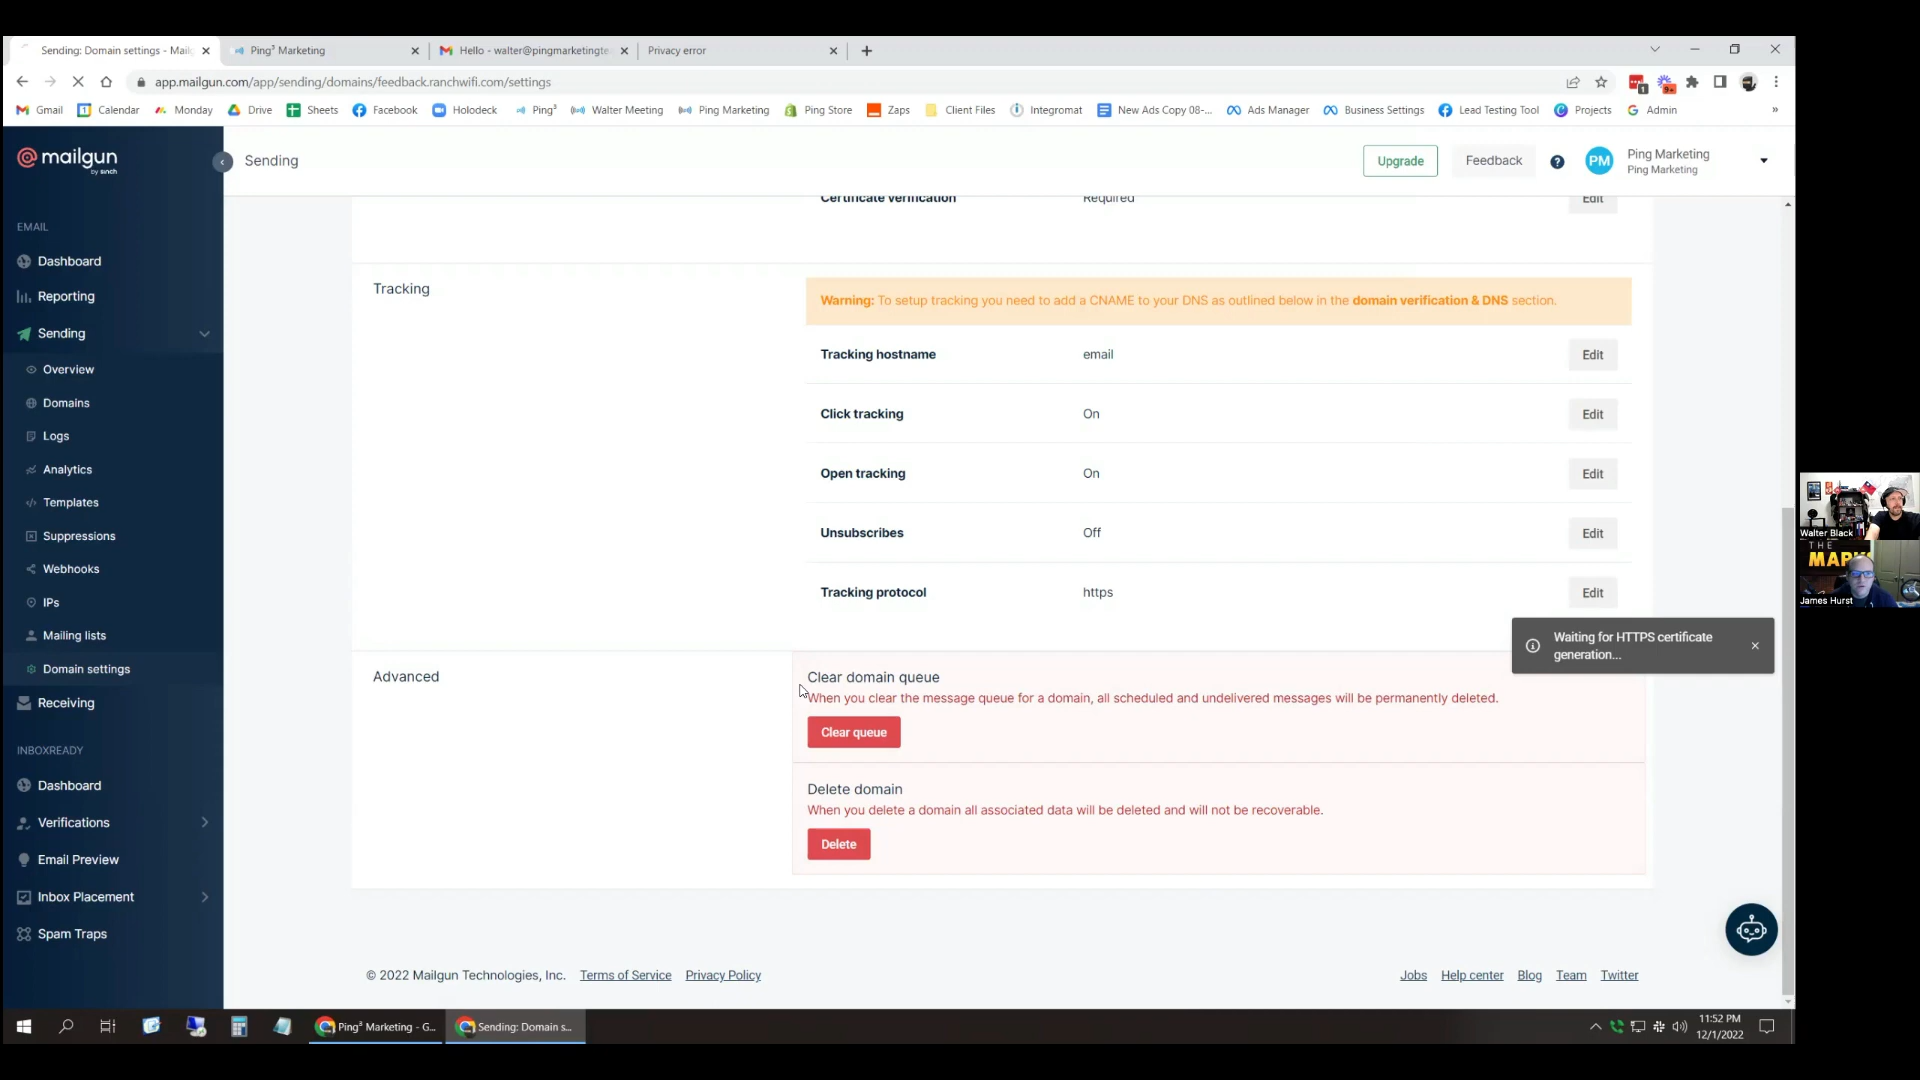 Sending: Domain settings - Mail
Ping³ Marketing
Hello - walter@pingmarketingte
Privacy error
app.mailgun.com/app/sending/domains/feedback.ranchwifi.com/settings
Gmail
Calendar
Monday
Drive
Sheets
Facebook
Holodeck
Ping³
Walter Meeting
Ping Marketing
Ping Store
Zaps
Client Files
Integromat
New Ads Copy 08-...
Ads Manager
Business Settings
Lead Testing Tool
Projects
Admin
»
mailgun
by sinch
Sending
Upgrade
Feedback
PM
Ping Marketing
Ping Marketing
EMAIL
Dashboard
Reporting
Sending
Overview
Domains
Logs
Analytics
Templates
Suppressions
Webhooks
IPs
Mailing lists
Domain settings
Receiving
INBOXREADY
Dashboard
Verifications
Email Preview
Inbox Placement
Spam Traps
Certificate verification
Required
Edit
Tracking
Warning: To setup tracking you need to add a CNAME to your DNS as outlined below in the domain verification & DNS section.
Tracking hostname
email
Edit
Click tracking
On
Edit
Open tracking
On
Edit
Unsubscribes
Off
Edit
Tracking protocol
https
Edit
Waiting for HTTPS certificate
generation...
Advanced
Clear domain queue
When you clear the message queue for a domain, all scheduled and undelivered messages will be permanently deleted.
Clear queue
Delete domain
When you delete a domain all associated data will be deleted and will not be recoverable.
Delete
© 2022 Mailgun Technologies, Inc.
Terms of Service
Privacy Policy
Jobs
Help center
Blog
Team
Twitter
Walter Black
THE
James Hurst
Ping³ Marketing - G...
Sending: Domain s...
11:52 PM
12/1/2022